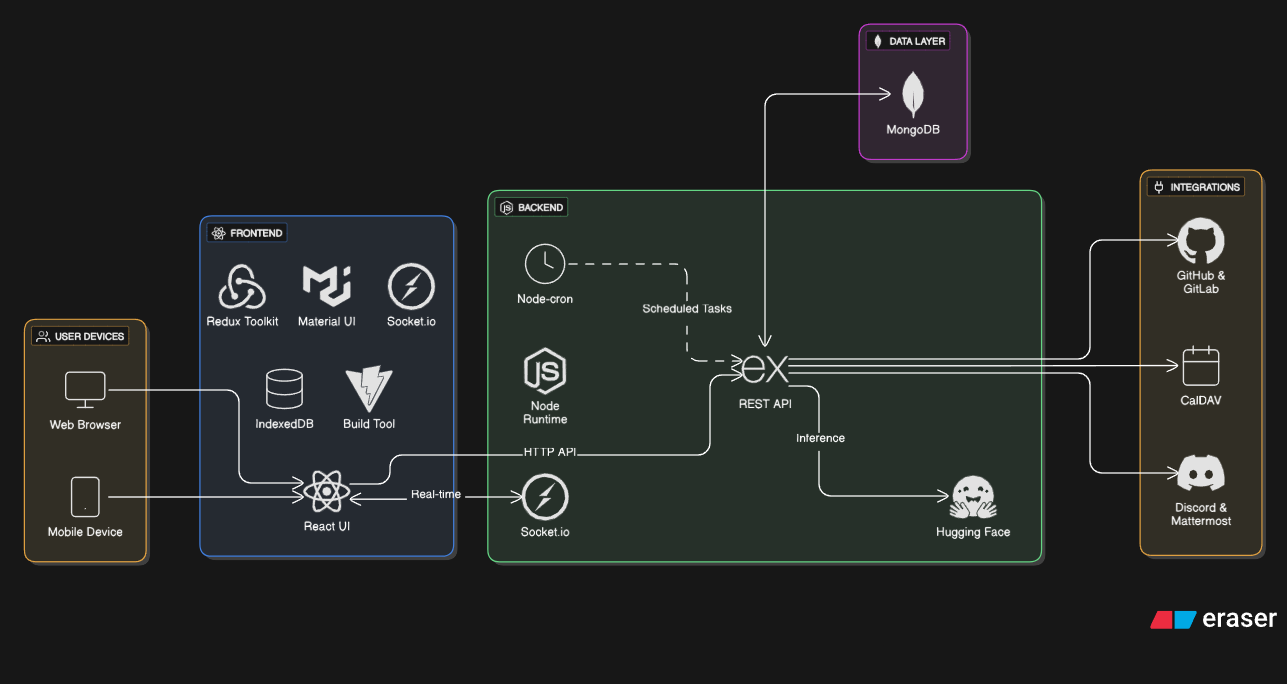 DATA LAYER
MongoDB
INTEGRATIONS
GitHub &
GitLab
CalDAV
Discord &
Mattermost
JS
BACKEND
Node-cron
Scheduled Tasks
JS
Node
Runtime
ex
REST API
HTTP API
Inference
Socket.io
Hugging Face
FRONTEND
Redux Toolkit
Material UI
Socket.io
IndexedDB
Build Tool
React UI
Real-time
USER DEVICES
Web Browser
Mobile Device
eraser